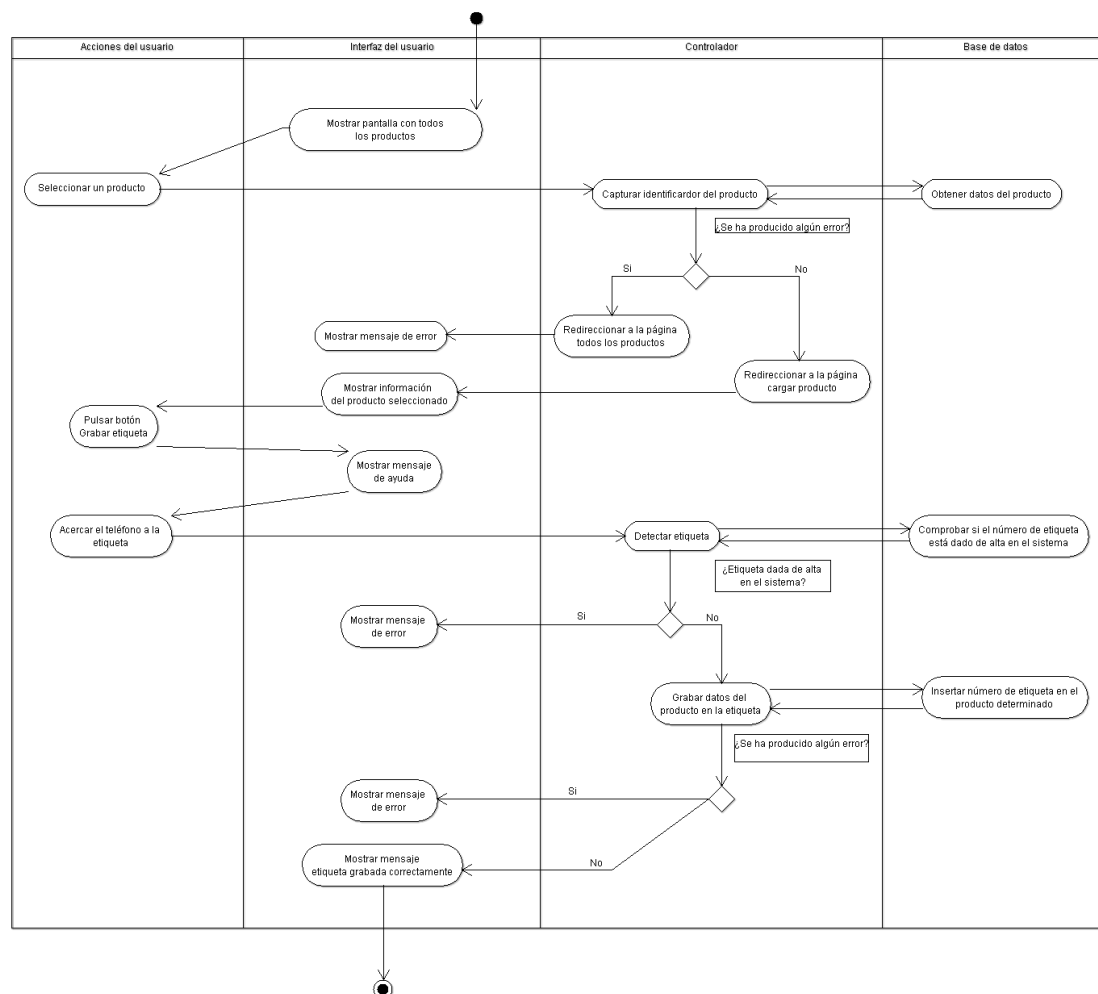 Acciones del usuario
Interfaz del usuario
Controlador
Base de datos
Mostrar pantalla con todos
los productos
Seleccionar un producto
Capturar identificardor del producto
Obtener datos del producto
¿Se ha producido algún error?
Si
No
Redireccionar a la página
todos los productos
Mostrar mensaje de error
Redireccionar a la página
cargar producto
Mostrar información
del producto seleccionado
Pulsar botón
Grabar etiqueta
Mostrar mensaje
de ayuda
Acercar el teléfono a la
etiqueta
Detectar etiqueta
Comprobar si el número de etiqueta
está dado de alta en el sistema
¿Etiqueta dada de alta
en el sistema?
Mostrar mensaje
de error
Si
No
Grabar datos del
producto en la etiqueta
Insertar número de etiqueta en el
producto determinado
¿Se ha producido algún error?
Mostrar mensaje
de error
Si
Mostrar mensaje
etiqueta grabada correctamente
No